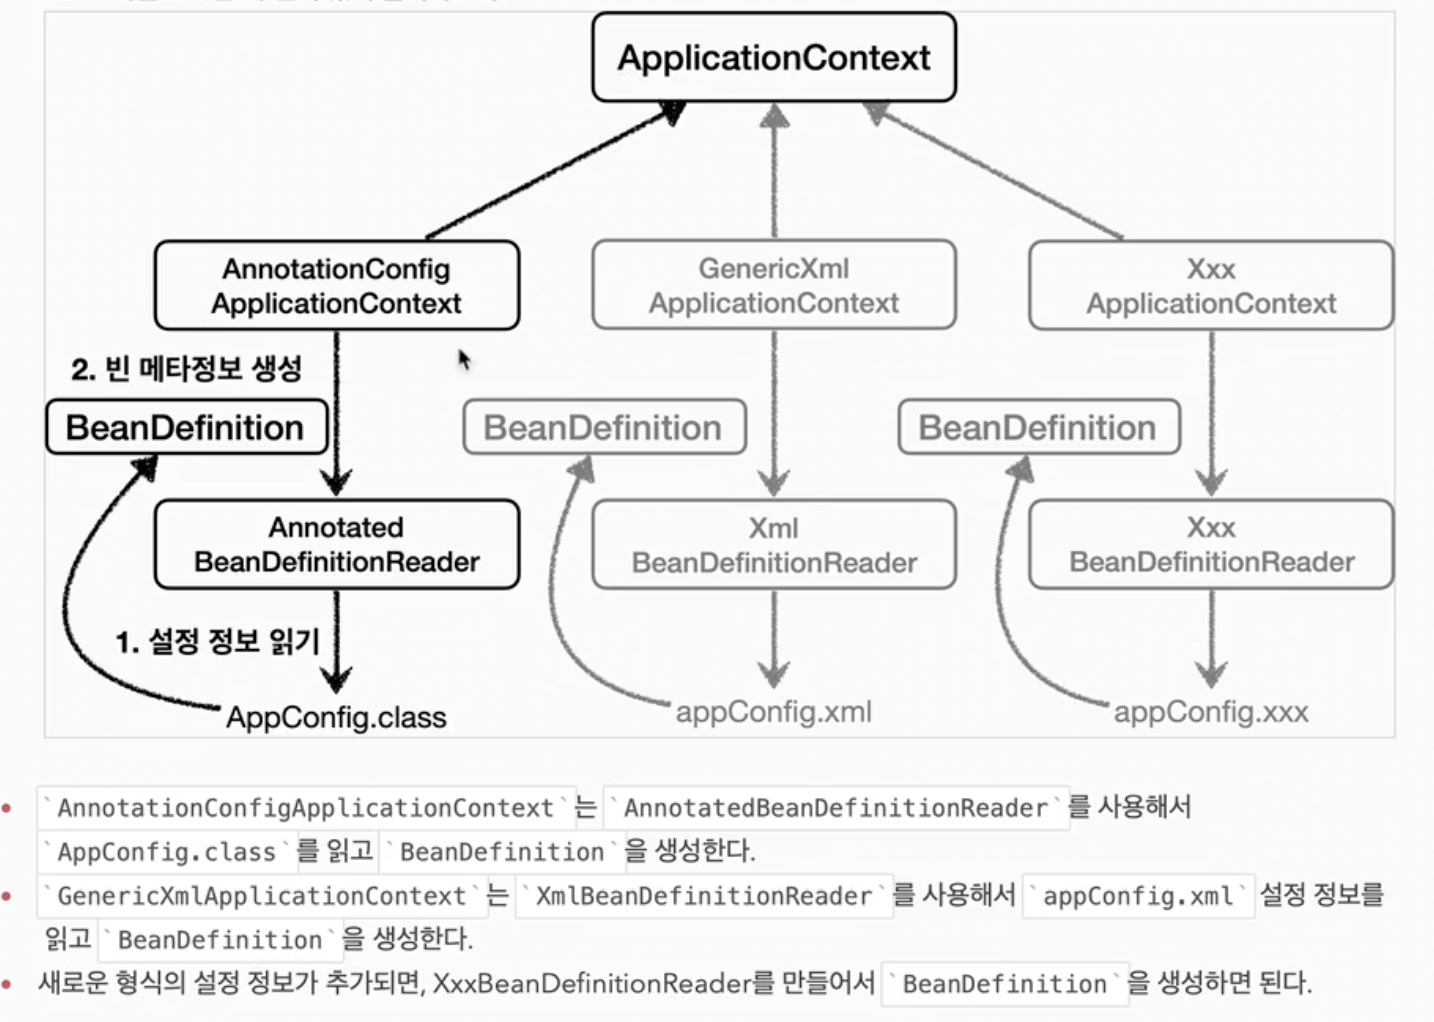 ApplicationContext
AnnotationConfig
ApplicationContext
GenericXml
ApplicationContext
Xxx
ApplicationContext
2. 빈 메타정보 생성
BeanDefinition
BeanDefinition
BeanDefinition
Annotated
BeanDefinitionReader
Xml
BeanDefinitionReader
Xxx
BeanDefinitionReader
1. 설정 정보 읽기
AppConfig.class
appConfig.xml
appConfig.xxx
• `AnnotationConfigApplicationContext`는 `AnnotatedBeanDefinitionReader`를 사용해서
`AppConfig.class`를 읽고 `BeanDefinition`을 생성한다.
• `GenericXmlApplicationContext`는 `XmlBeanDefinitionReader`를 사용해서 `appConfig.xml` 설정 정보를
읽고 `BeanDefinition`을 생성한다.
• 새로운 형식의 설정 정보가 추가되면, XxxBeanDefinitionReader를 만들어서 `BeanDefinition`을 생성하면 된다.